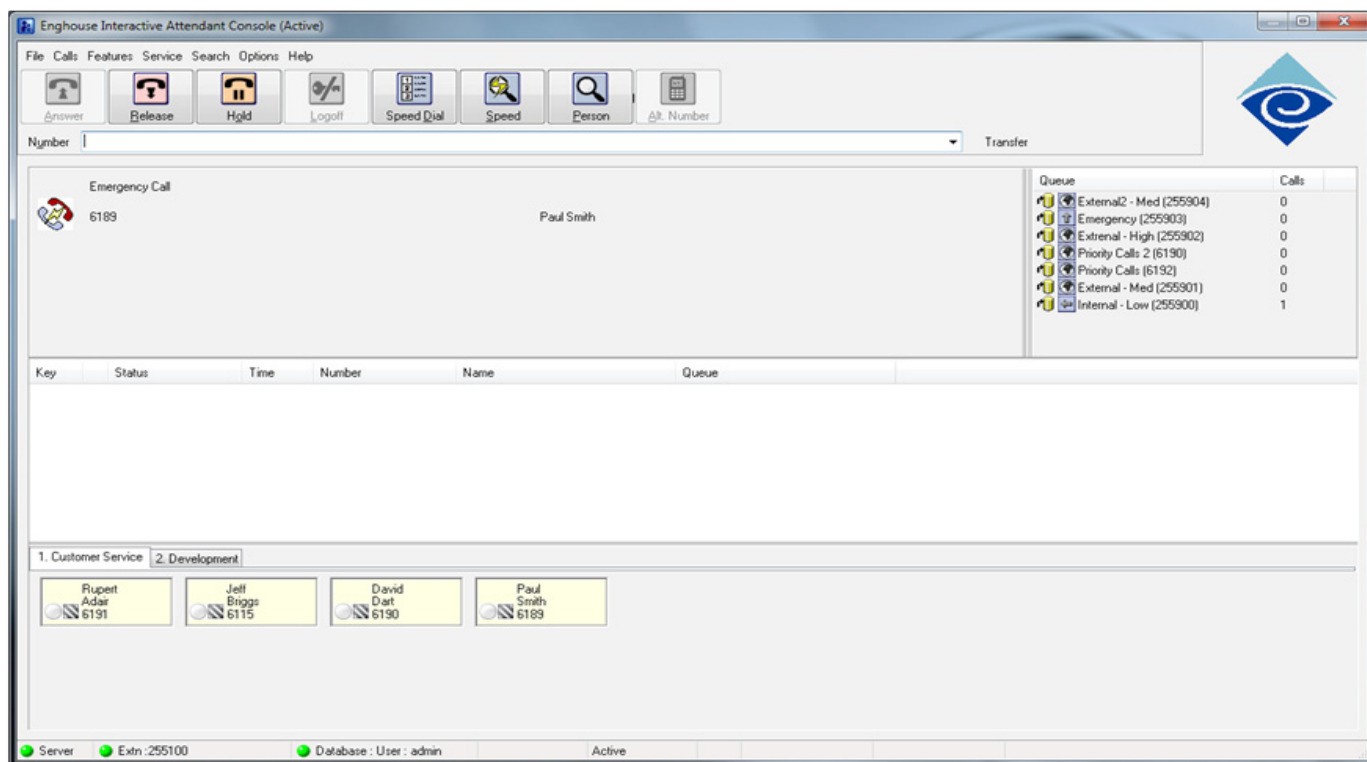 Enghouse Interactive Attendant Console (Active)
File Calls Features Service Search Options Help
Answer Release Hold Logoff Speed Dial Speed Person Alt. Number
Number Transfer
Emergency Call
6189 Paul Smith
Queue Calls
External2 - Med (255904) 0
Emergency (255903) 0
Extrenal - High (255902) 0
Priority Calls 2 (6190) 0
Priority Calls (6192) 0
External - Med (255901) 0
Internal - Low (255900) 1
Key Status Time Number Name Queue
1. Customer Service 2. Development
Rupert
Adair
6191
Jeff
Briggs
6115
David
Dart
6190
Paul
Smith
6189
Server Extn :255100 Database : User : admin Active